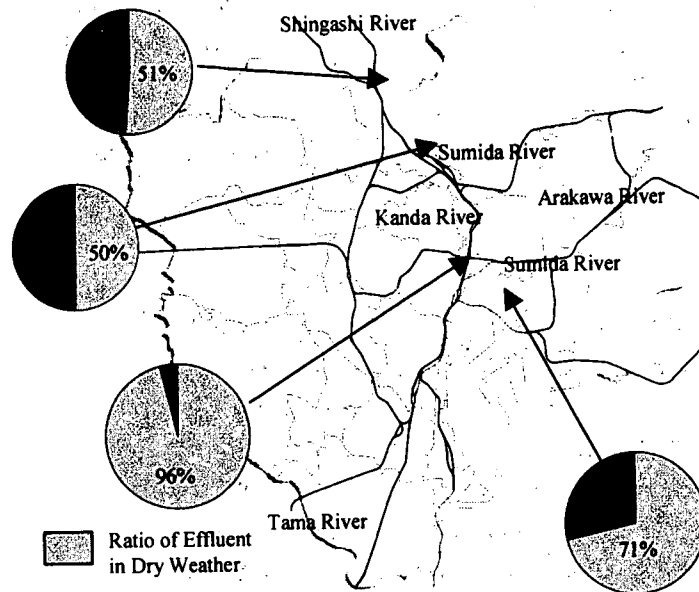 Shingashi River
51%
Sumida River
Arakawa River
Kanda River
50%
Sumida River
96%
Tama River
71%
Ratio of Effluent
in Dry Weather